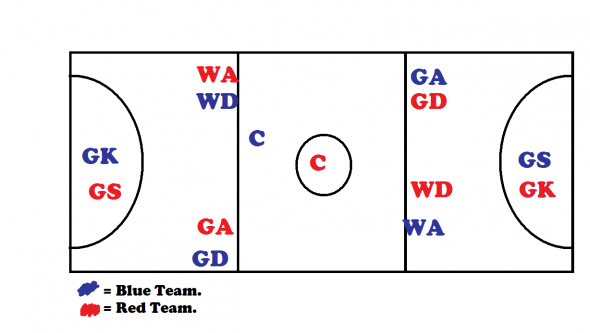 WA
GA
WD
GD
C
GK
C
GS
GS
WD
GK
GA
WA
GD
= Blue Team.
= Red Team.